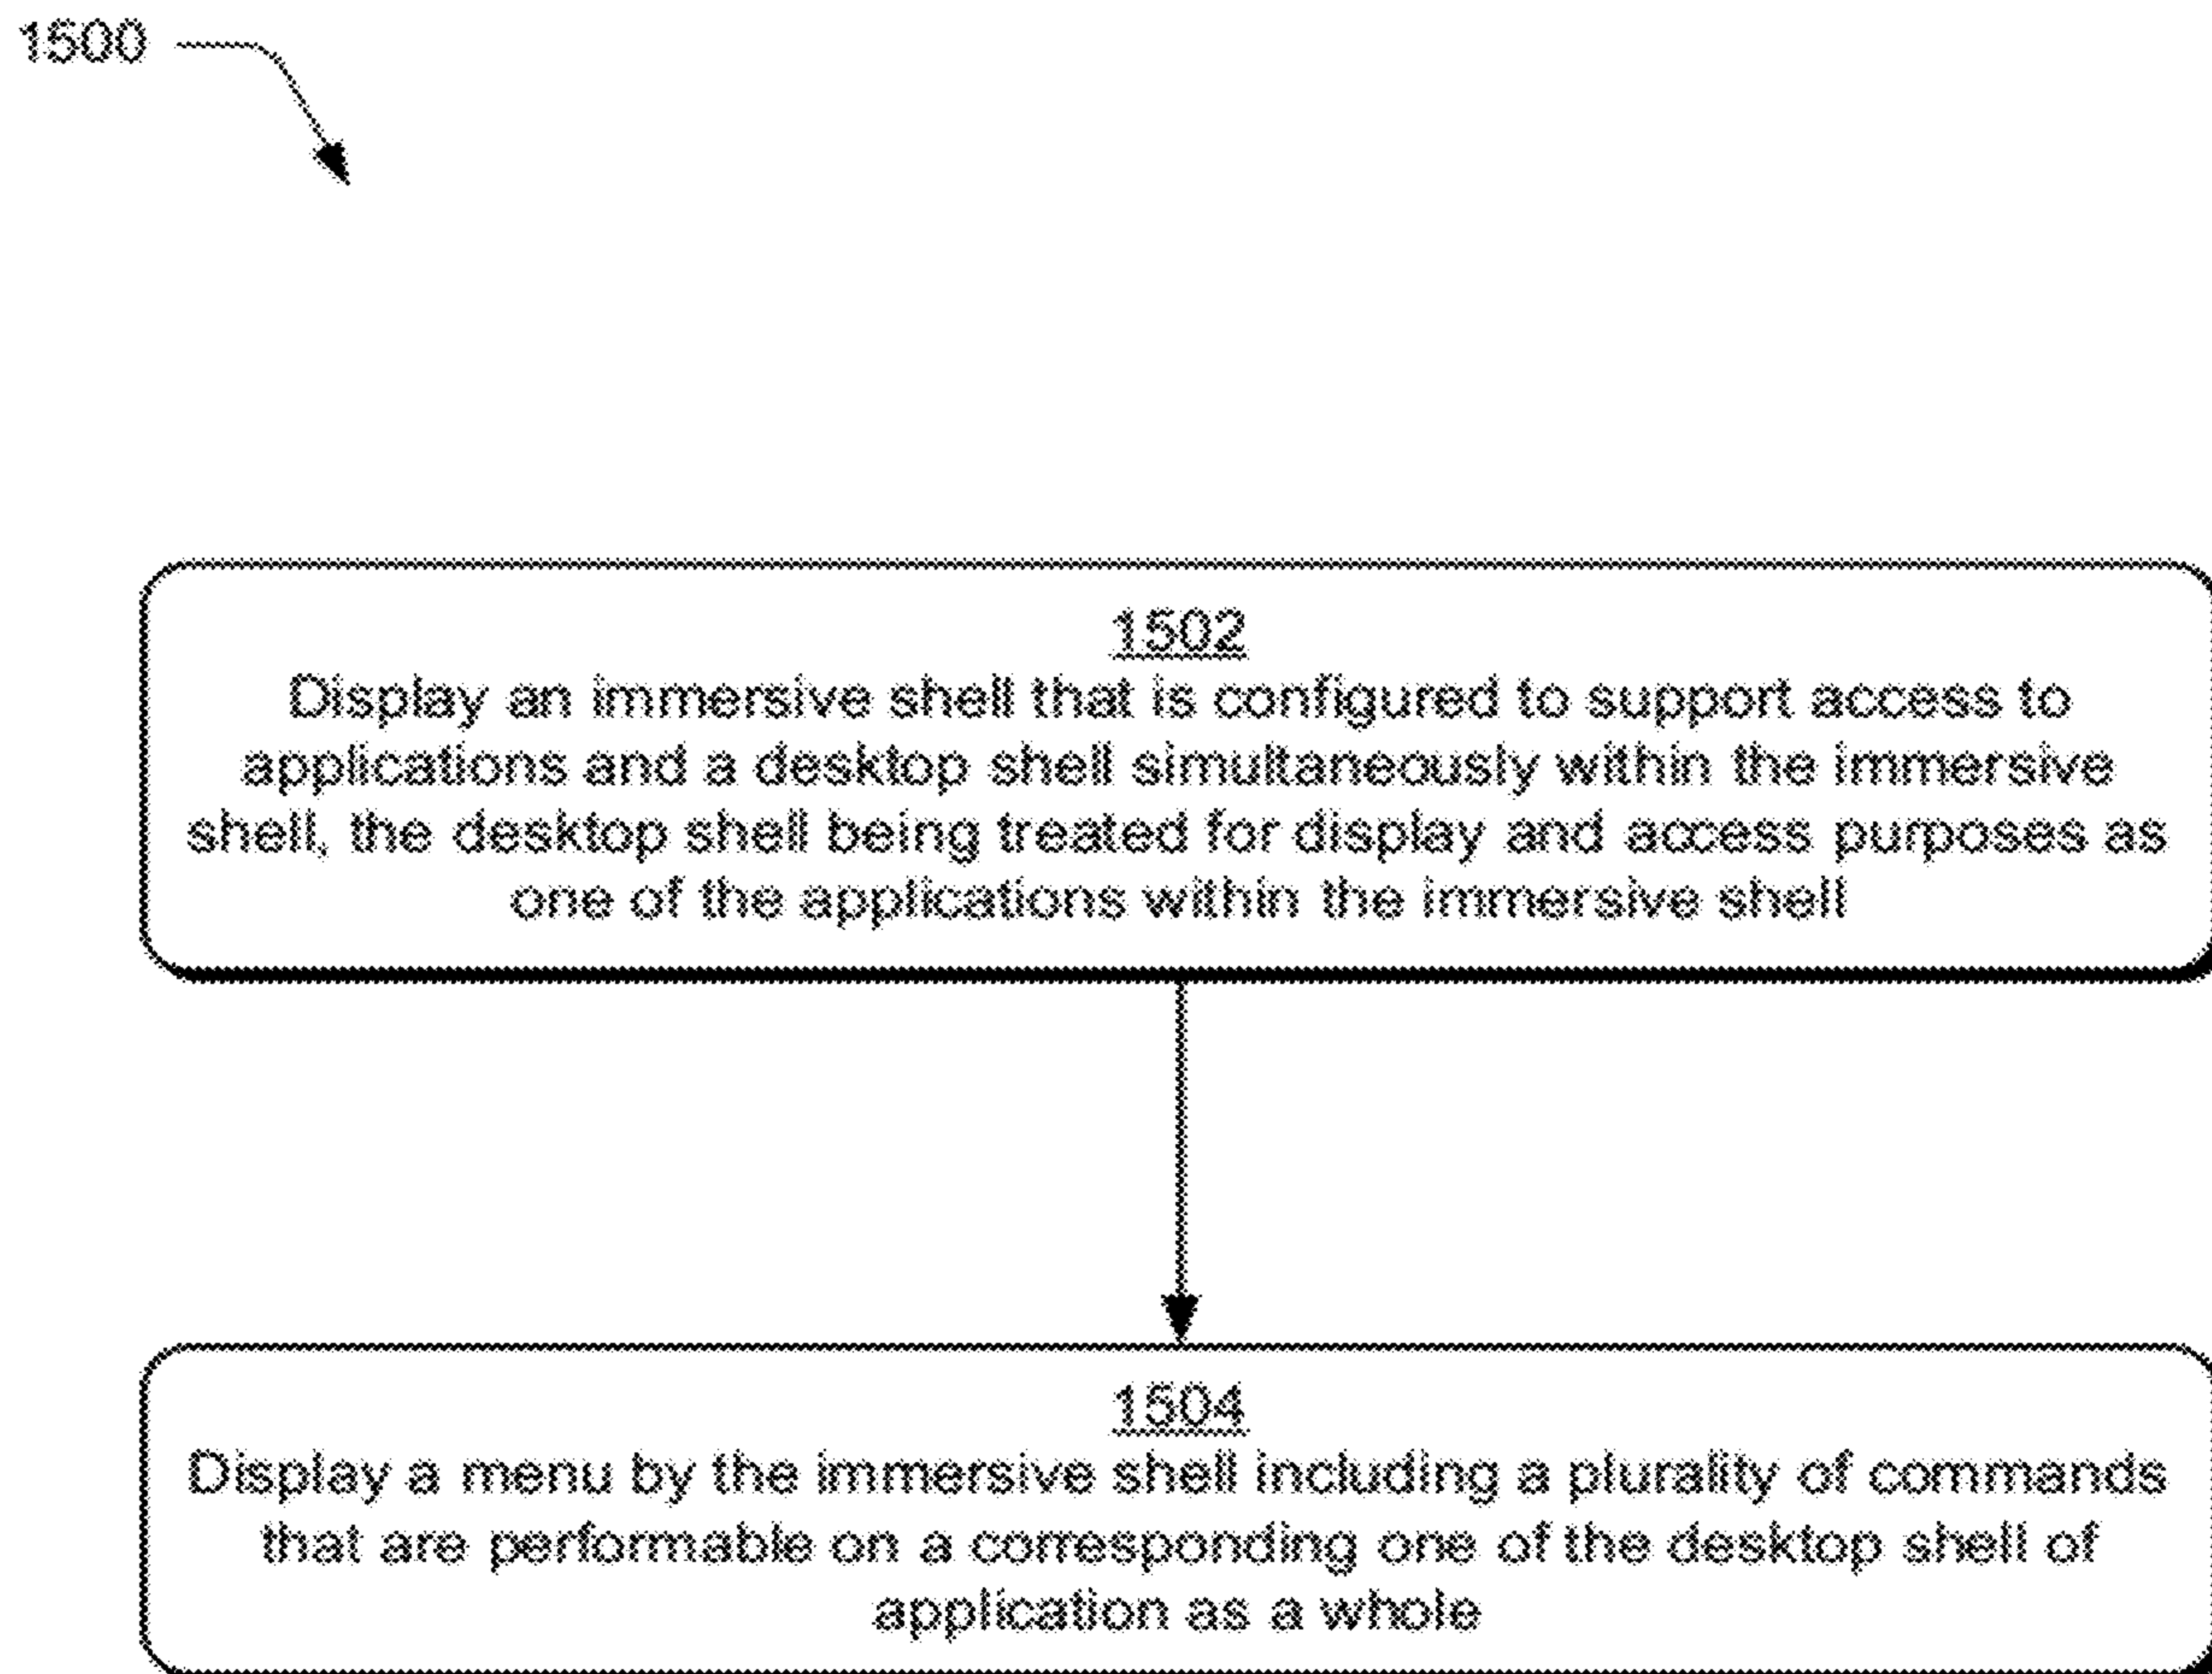 1500
1502
Display an immersive shell that is configured to support access to
applications and a desktop shell simultaneously within the immersive
shell, the desktop shell being treated for display and access purposes as
one of the applications within the immersive shell
1504
Display a menu by the immersive shell including a plurality of commands
that are performable on a corresponding one of the desktop shell of
application as a whole